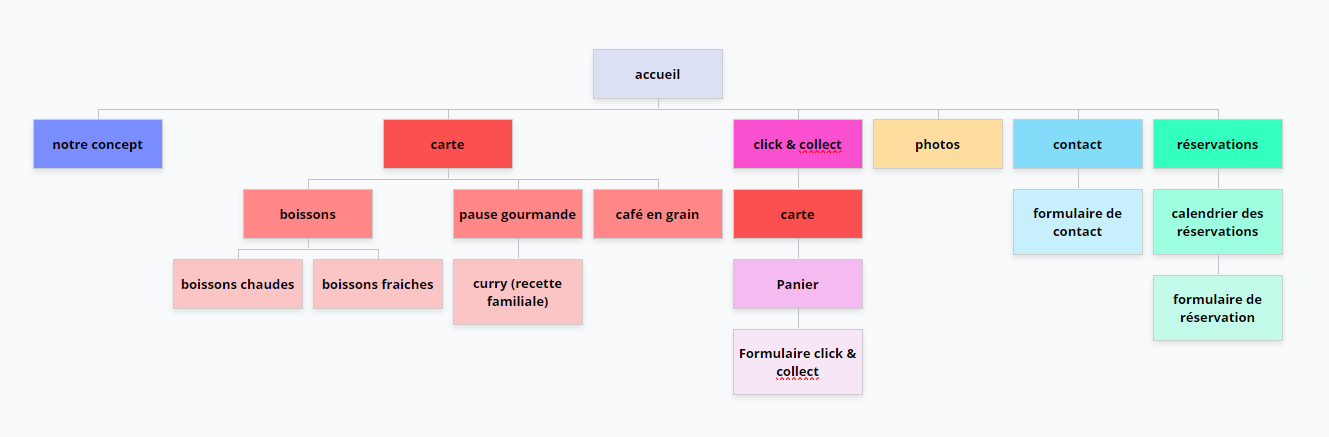 accueil
notre concept
carte
click & collect
photos
contact
réservations
boissons
pause gourmande
café en grain
carte
formulaire de
contact
calendrier des
réservations
boissons chaudes
boissons fraiches
curry (recette
familiale)
Panier
formulaire de
réservation
Formulaire click &
collect